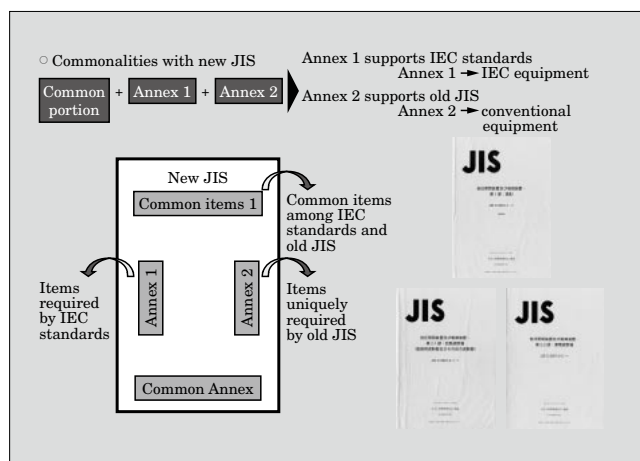 ○ Commonalities with new JIS
Common
portion
+ Annex 1 + Annex 2
Annex 1 supports IEC standards
Annex 1 → IEC equipment
Annex 2 supports old JIS
Annex 2 → conventional
equipment
New JIS
Common items 1
Common items
among IEC
standards and
old JIS
Annex 1
Items
required
by IEC
standards
Annex 2
Items
uniquely
required
by old JIS
Common Annex
JIS
JIS
JIS